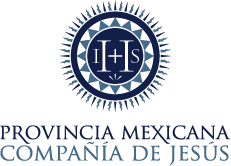 IHS
PROVINCIA MEXICANA
COMPAÑÍA DE JESÚS